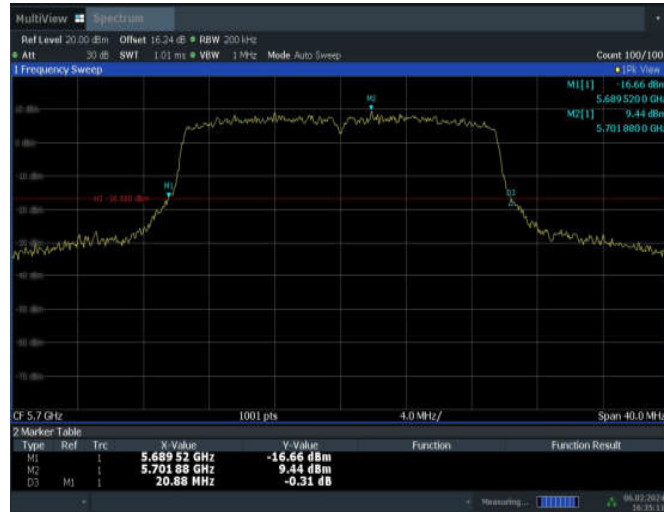 MultiView Spectrum
Ref Level 20.00 dBm Offset 16.24 dB RBW 200 kHz
Att 30 dB SWT 1.01 ms VBW 1 MHz Mode Auto Sweep Count 100/100
1 Frequency Sweep 1Pk View
M1[1] -16.66 dBm
5.689 5200 GHz
M2[1] 9.44 dBm
5.701 8800 GHz
M2
M1
D3
CF 5.7 GHz 1001 pts 4.0 MHz/ Span 40.0 MHz
2 Marker Table
Type Ref Trc X-Value Y-Value Function Function Result
M1 1 5.689 52 GHz -16.66 dBm
M2 1 5.701 88 GHz 9.44 dBm
D3 M1 1 20.88 MHz -0.31 dB
Measuring... 06.02.2024